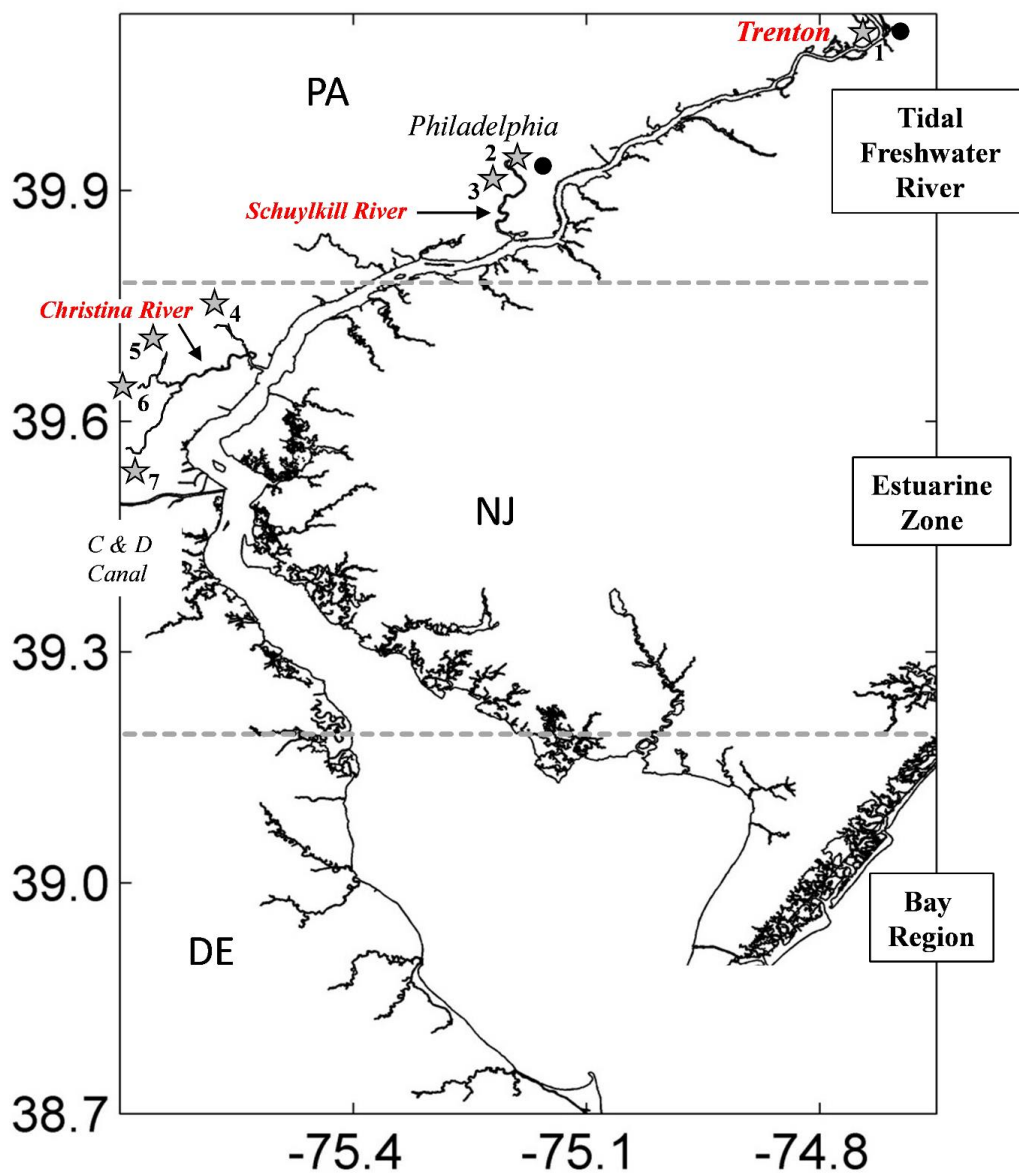 Trenton
1
PA
Tidal
Freshwater
River
Philadelphia
2
3
39.9
Schuylkill River
Christina River
4
5
6
39.6
7
Estuarine
Zone
NJ
C & D
Canal
39.3
39.0
Bay
Region
DE
38.7
-75.4
-75.1
-74.8